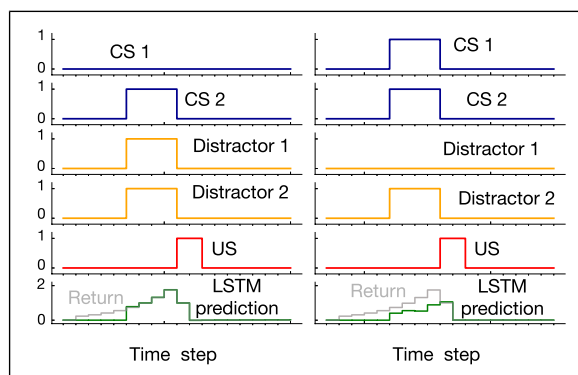 1
CS 1
0
1
CS 2
0
1
Distractor 1
0
1
Distractor 2
0
1
US
0
2
Return
LSTM
prediction
0
Time step
1
CS 1
0
1
CS 2
0
1
Distractor 1
0
1
Distractor 2
0
1
US
0
2
Return
LSTM
prediction
0
Time step